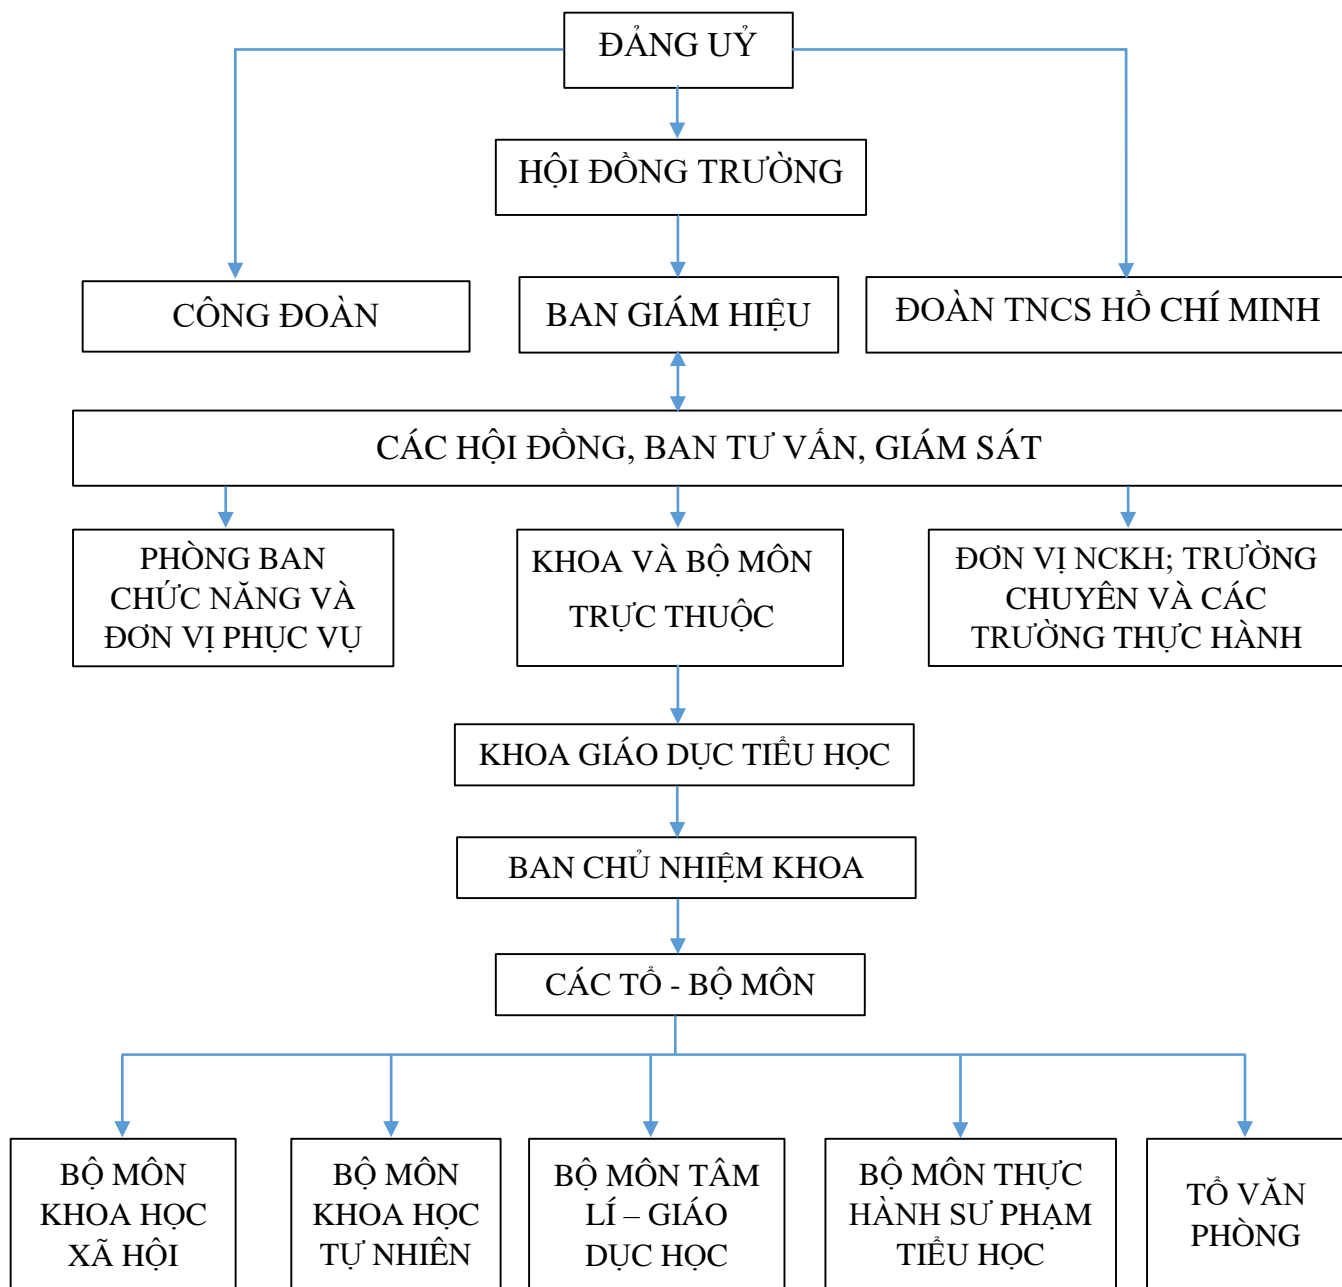 ĐẢNG UỶ
HỘI ĐỒNG TRƯỜNG
CÔNG ĐOÀN
BAN GIÁM HIỆU
ĐOÀN TNCS HỒ CHÍ MINH
CÁC HỘI ĐỒNG, BAN TƯ VẤN, GIÁM SÁT
PHÒNG BAN
CHỨC NĂNG VÀ
ĐƠN VỊ PHỤC VỤ
KHOA VÀ BỘ MÔN
TRỰC THUỘC
ĐƠN VỊ NCKH; TRƯỜNG
CHUYÊN VÀ CÁC
TRƯỜNG THỰC HÀNH
KHOA GIÁO DỤC TIỂU HỌC
BAN CHỦ NHIỆM KHOA
CÁC TỔ - BỘ MÔN
BỘ MÔN
KHOA HỌC
XÃ HỘI
BỘ MÔN
KHOA HỌC
TỰ NHIÊN
BỘ MÔN TÂM
LÍ – GIÁO
DỤC HỌC
BỘ MÔN THỰC
HÀNH SƯ PHẠM
TIỂU HỌC
TỔ VĂN
PHÒNG